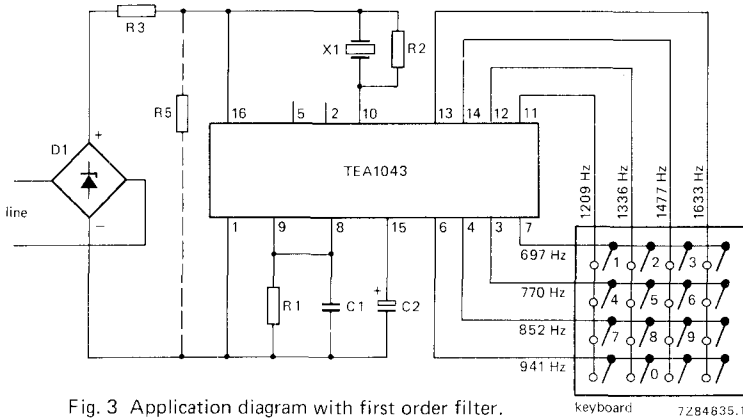 R3
X1
R2
R5
16
5
2
10
13
14
12
11
D1
+
TEA1043
line
−
1
9
8
15
6
4
3
7
R1
C1
+
C2
1209 Hz
1336 Hz
1477 Hz
1633 Hz
697 Hz
1
2
3
770 Hz
4
5
6
852 Hz
7
8
9
941 Hz
0
keyboard
7Z84635.1
Fig. 3 Application diagram with first order filter.